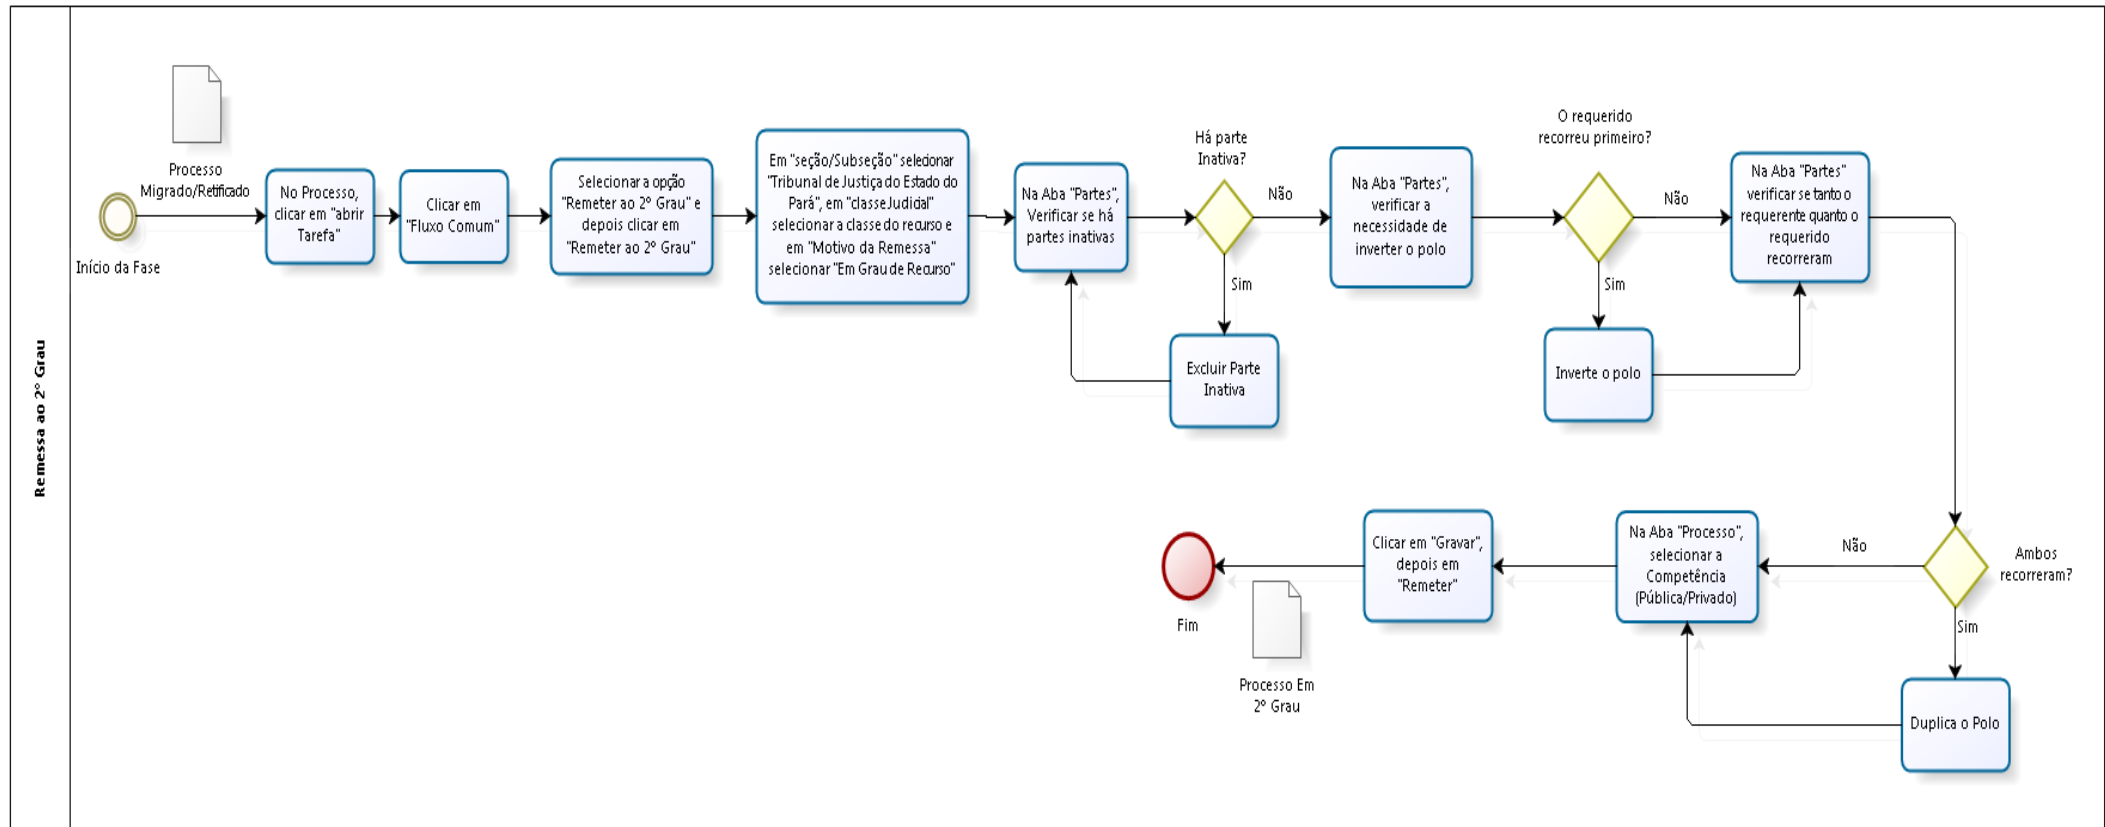 Remessa ao 2º Grau
Início da Fase
Processo
Migrado/Retificado
No Processo,
clicar em "abrir
Tarefa"
Clicar em
"Fluxo Comum"
Selecionar a opção
"Remeter ao 2º Grau" e
depois clicar em
"Remeter ao 2º Grau"
Em "seção/Subseção" selecionar
"Tribunal de Justiça do Estado do
Pará", em "classe Judicial"
selecionar a classe do recurso e
em "Motivo da Remessa"
selecionar "Em Grau de Recurso"
Na Aba "Partes",
Verificar se há
partes inativas
Há parte
Inativa?
Não
Sim
Excluir Parte
Inativa
Na Aba "Partes",
verificar a
necessidade de
inverter o polo
O requerido
recorreu primeiro?
Não
Sim
Inverte o polo
Na Aba "Partes"
verificar se tanto o
requerente quanto o
requerido
recorreram
Ambos
recorreram?
Não
Sim
Duplica o Polo
Na Aba "Processo",
selecionar a
Competência
(Pública/Privado)
Clicar em "Gravar",
depois em
"Remeter"
Processo Em
2º Grau
Fim